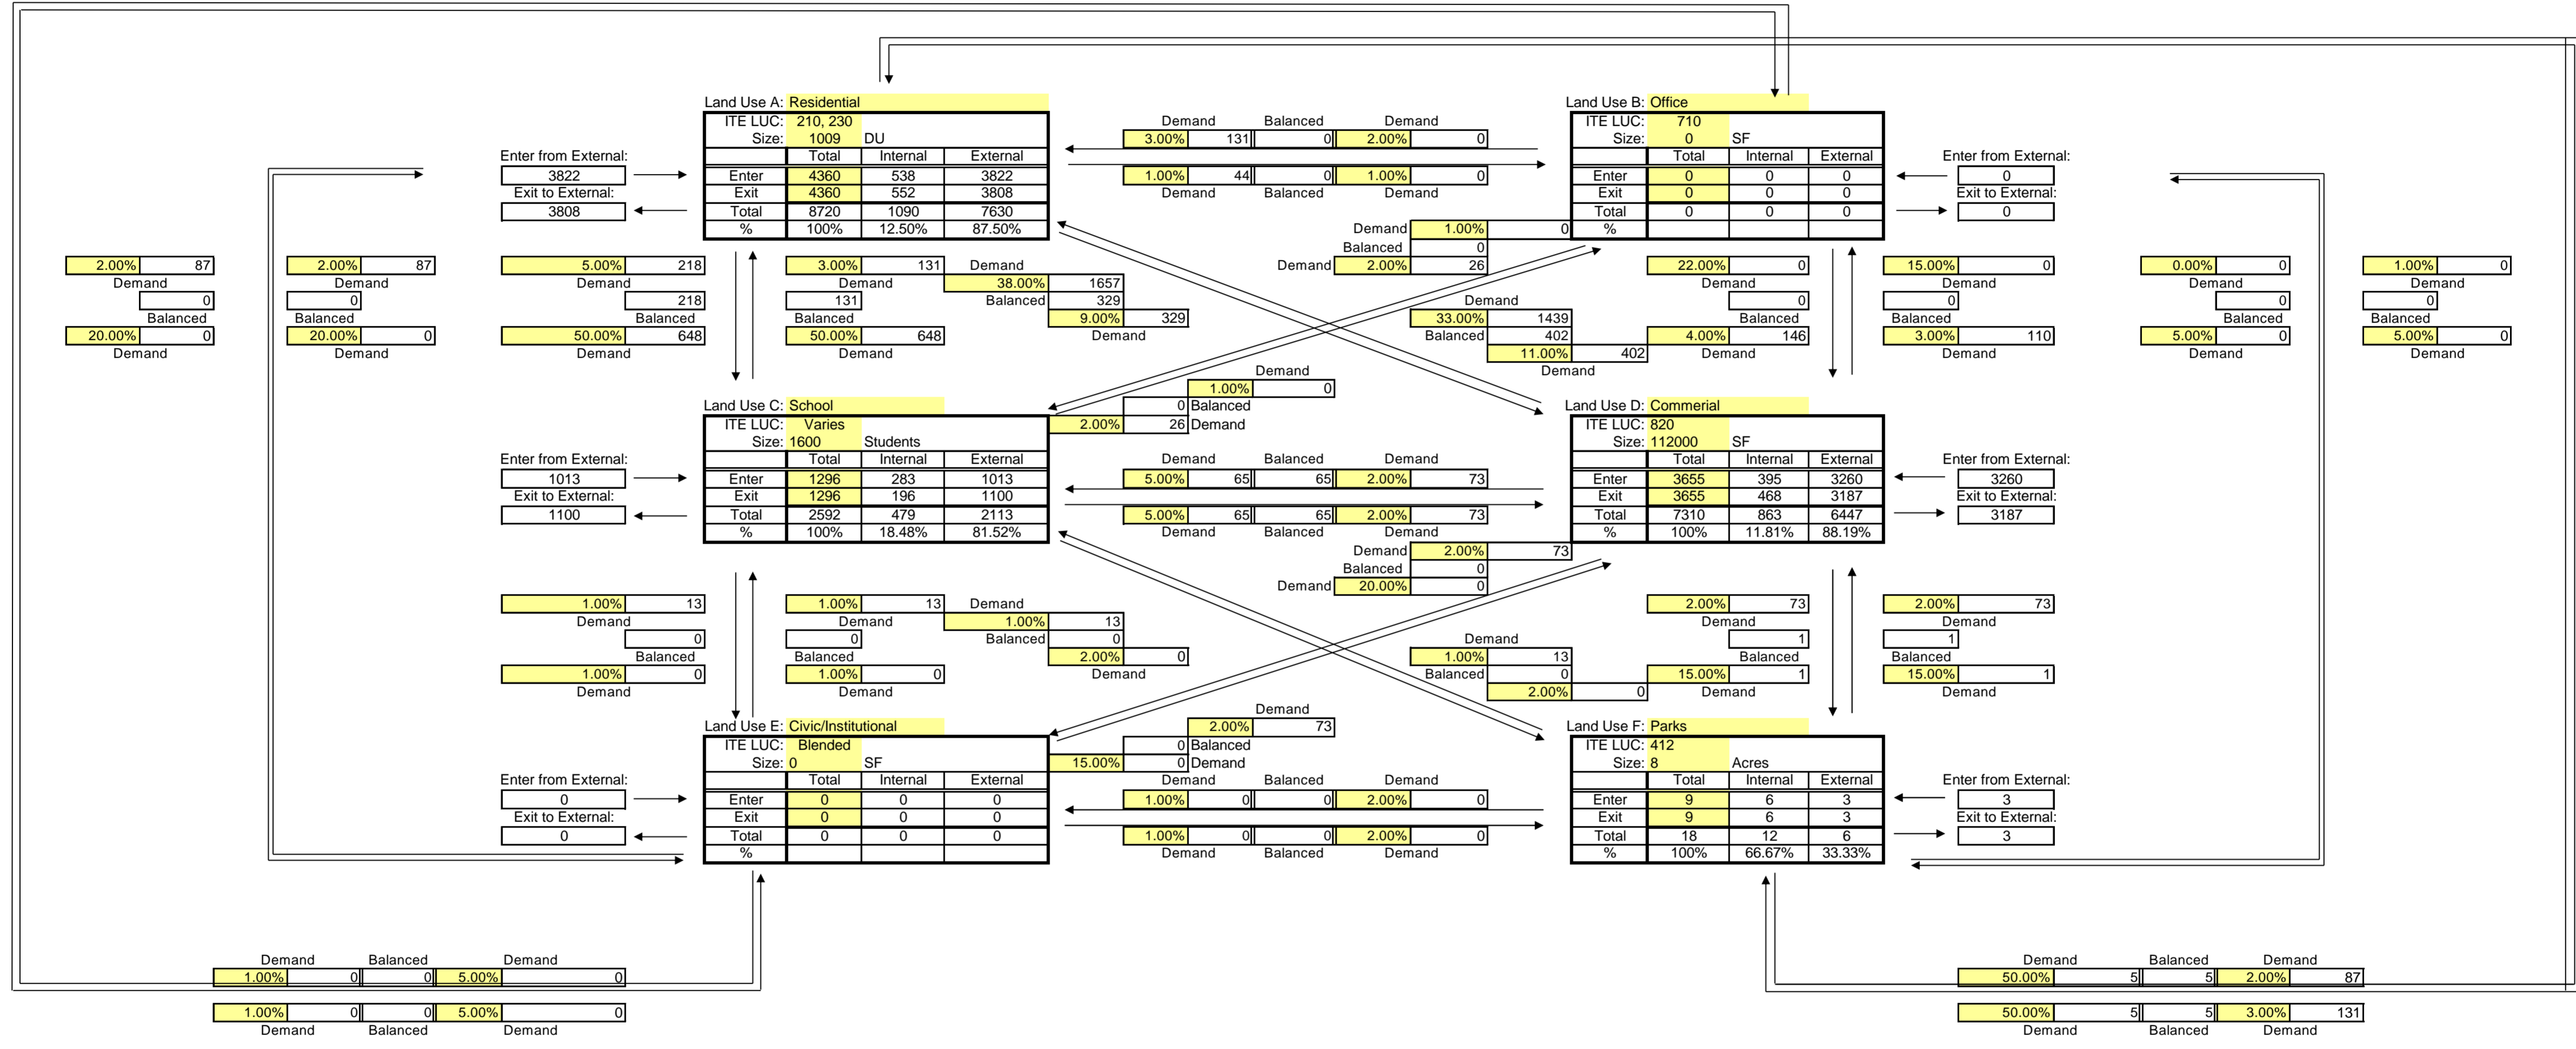 Land Use A: Residential
ITE LUC: 210, 230
Size: 1009 DU
Total Internal External
Enter 4360 538 3822
Exit 4360 552 3808
Total 8720 1090 7630
% 100% 12.50% 87.50%
Enter from External:
3822
Exit to External:
3808
Demand Balanced Demand
3.00% 131 0 2.00% 0
1.00% 44 0 1.00% 0
Demand Balanced Demand
Land Use B: Office
ITE LUC: 710
Size: 0 SF
Total Internal External
Enter 0 0 0
Exit 0 0 0
Total 0 0 0
%
Enter from External:
0
Exit to External:
0
Demand 1.00% 0
Balanced 0
Demand 2.00% 26
2.00% 87
Demand
0
Balanced
20.00% 0
Demand
2.00% 87
Demand
0
Balanced
20.00% 0
Demand
5.00% 218
Demand
218
Balanced
50.00% 648
Demand
3.00% 131
Demand
131
Balanced
50.00% 648
Demand
Demand
38.00% 1657
Balanced 329
9.00% 329
Demand
Demand
33.00% 1439
Balanced 402
11.00% 402
Demand
22.00% 0
Demand
0
Balanced
4.00% 146
Demand
15.00% 0
Demand
0
Balanced
3.00% 110
Demand
0.00% 0
Demand
0
Balanced
5.00% 0
Demand
1.00% 0
Demand
0
Balanced
5.00% 0
Demand
Demand
1.00% 0
0 Balanced
2.00% 26 Demand
Land Use C: School
ITE LUC: Varies
Size: 1600 Students
Total Internal External
Enter 1296 283 1013
Exit 1296 196 1100
Total 2592 479 2113
% 100% 18.48% 81.52%
Enter from External:
1013
Exit to External:
1100
Demand Balanced Demand
5.00% 65 65 2.00% 73
5.00% 65 65 2.00% 73
Demand Balanced Demand
Land Use D: Commerial
ITE LUC: 820
Size: 112000 SF
Total Internal External
Enter 3655 395 3260
Exit 3655 468 3187
Total 7310 863 6447
% 100% 11.81% 88.19%
Enter from External:
3260
Exit to External:
3187
Demand 2.00% 73
Balanced 0
Demand 20.00% 0
1.00% 13
Demand
0
Balanced
1.00% 0
Demand
1.00% 13
Demand
0
Balanced
1.00% 0
Demand
Demand
1.00% 13
Balanced 0
2.00% 0
Demand
Demand
1.00% 13
Balanced 0
2.00% 0
2.00% 73
Demand
1
Balanced
15.00% 1
Demand
2.00% 73
Demand
1
Balanced
15.00% 1
Demand
Demand
2.00% 73
0 Balanced
15.00% 0 Demand
Land Use E: Civic/Institutional
ITE LUC: Blended
Size: 0 SF
Total Internal External
Enter 0 0 0
Exit 0 0 0
Total 0 0 0
%
Enter from External:
0
Exit to External:
0
Demand Balanced Demand
1.00% 0 0 2.00% 0
1.00% 0 0 2.00% 0
Demand Balanced Demand
Land Use F: Parks
ITE LUC: 412
Size: 8 Acres
Total Internal External
Enter 9 6 3
Exit 9 6 3
Total 18 12 6
% 100% 66.67% 33.33%
Enter from External:
3
Exit to External:
3
Demand Balanced Demand
1.00% 0 0 5.00% 0
1.00% 0 0 5.00% 0
Demand Balanced Demand
Demand Balanced Demand
50.00% 5 5 2.00% 87
50.00% 5 5 3.00% 131
Demand Balanced Demand